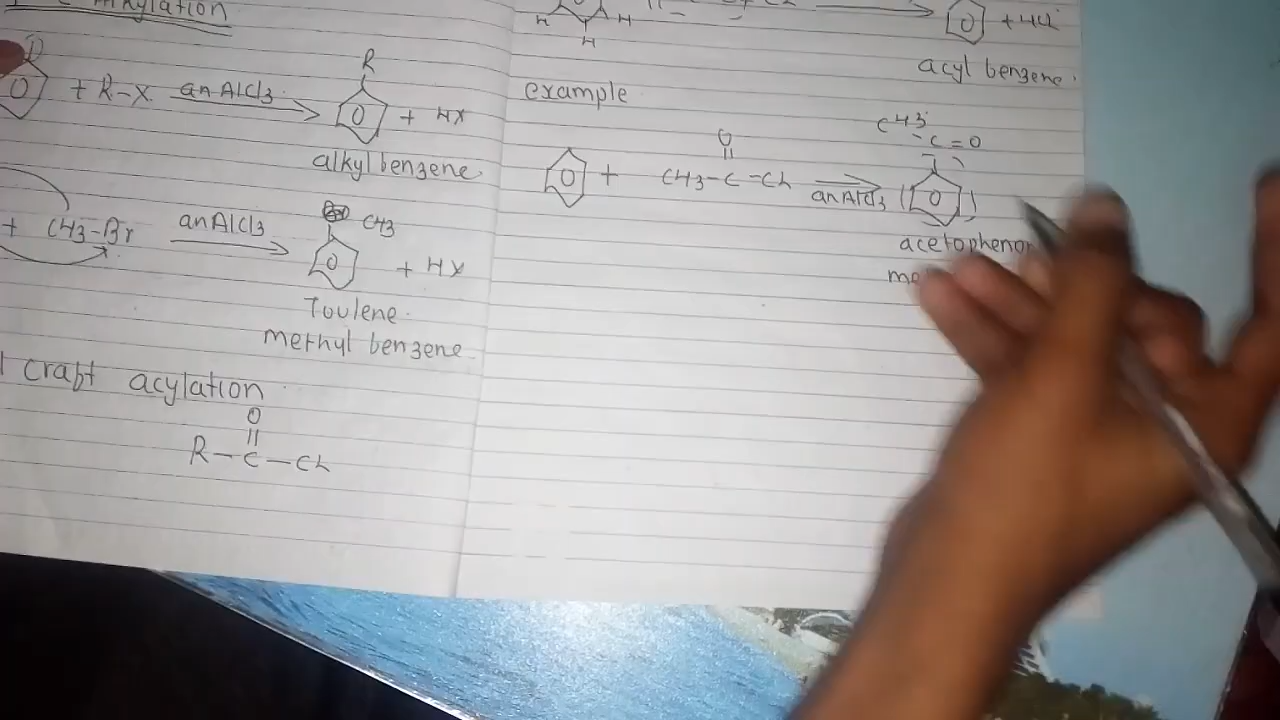 alkylation
+ R-X anAlCl3 R + HX
alkyl benzene
+ CH3-Br anAlCl3 CH3 + HX
Toulene
methyl benzene
craft acylation
O
R-C-Cl
H H + HCl
H
acyl benzene
example
O CH3
+ CH3-C-Cl anAlCl3 C=O
acetophenon